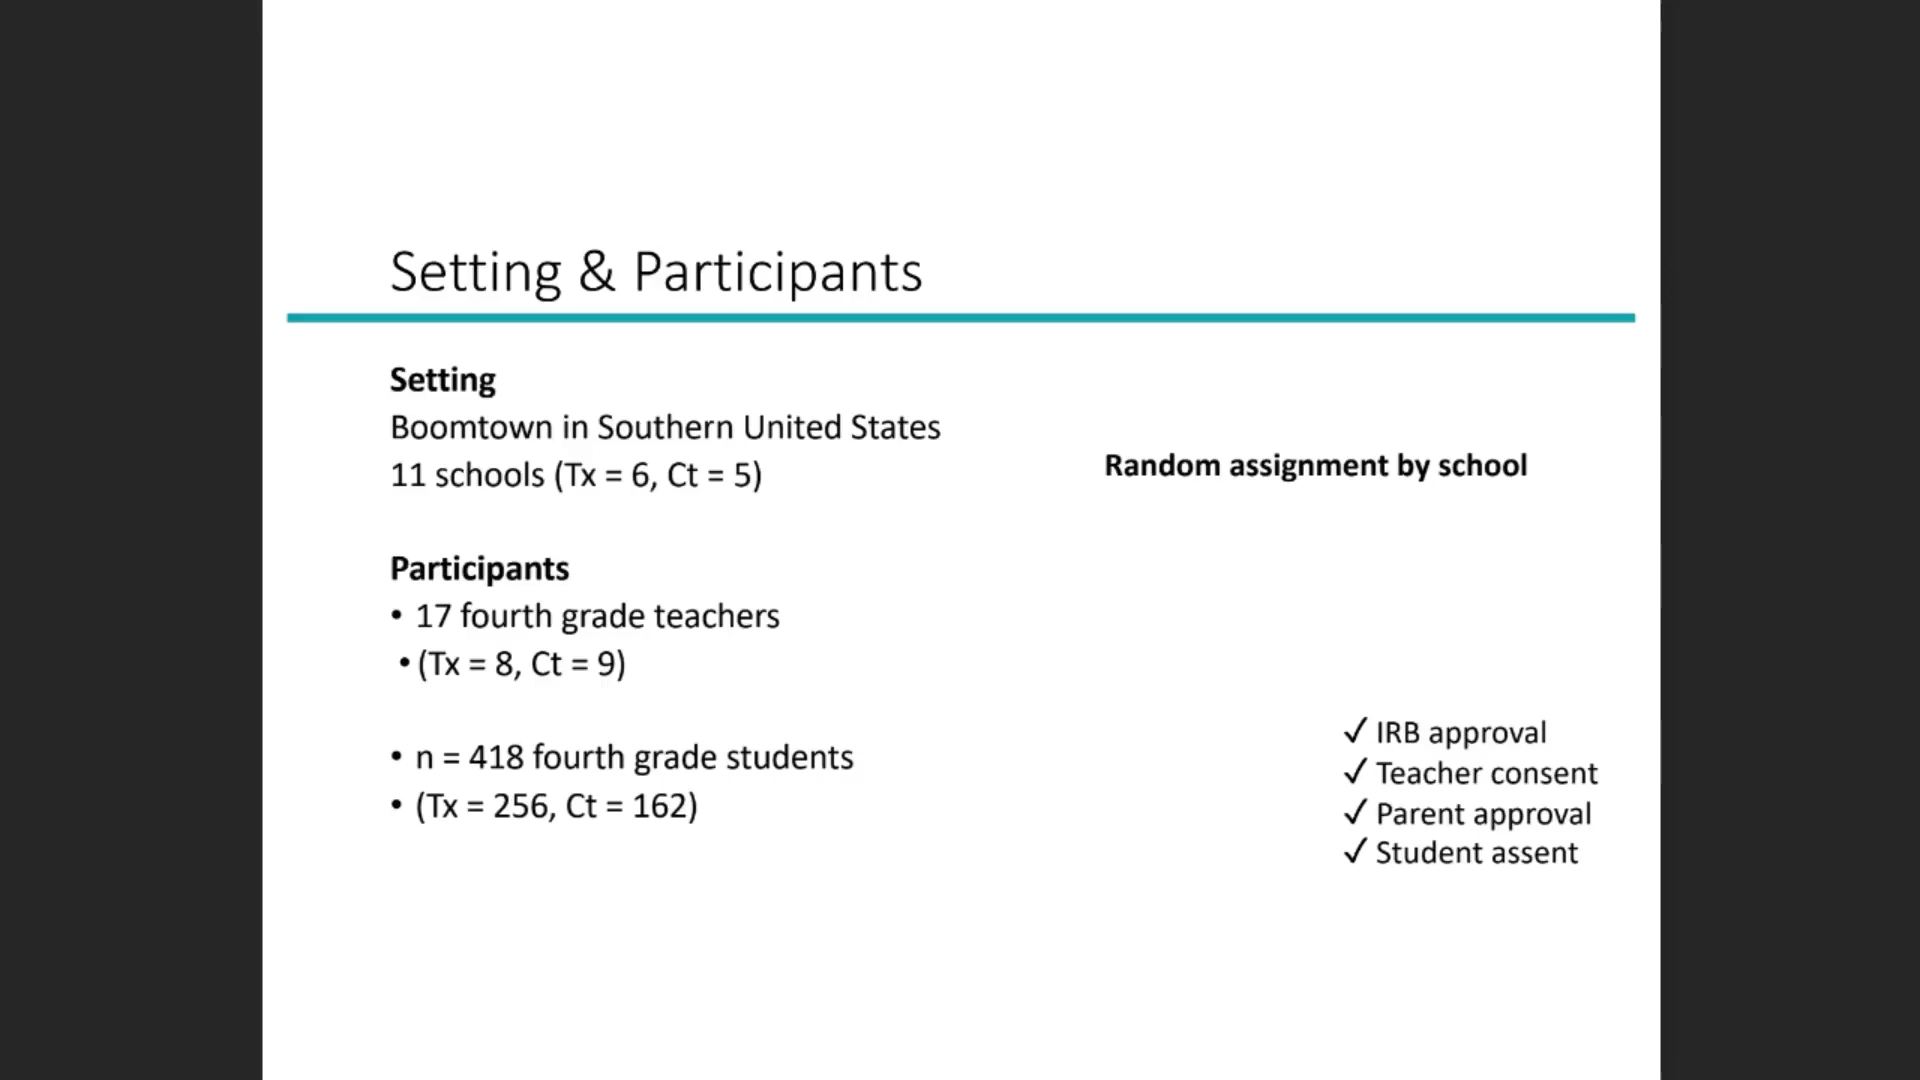 Setting & Participants
Setting
Boomtown in Southern United States
11 schools (Tx = 6, Ct = 5)
Random assignment by school
Participants
• 17 fourth grade teachers
• (Tx = 8, Ct = 9)
• n = 418 fourth grade students
• (Tx = 256, Ct = 162)
✓ IRB approval
✓ Teacher consent
✓ Parent approval
✓ Student assent